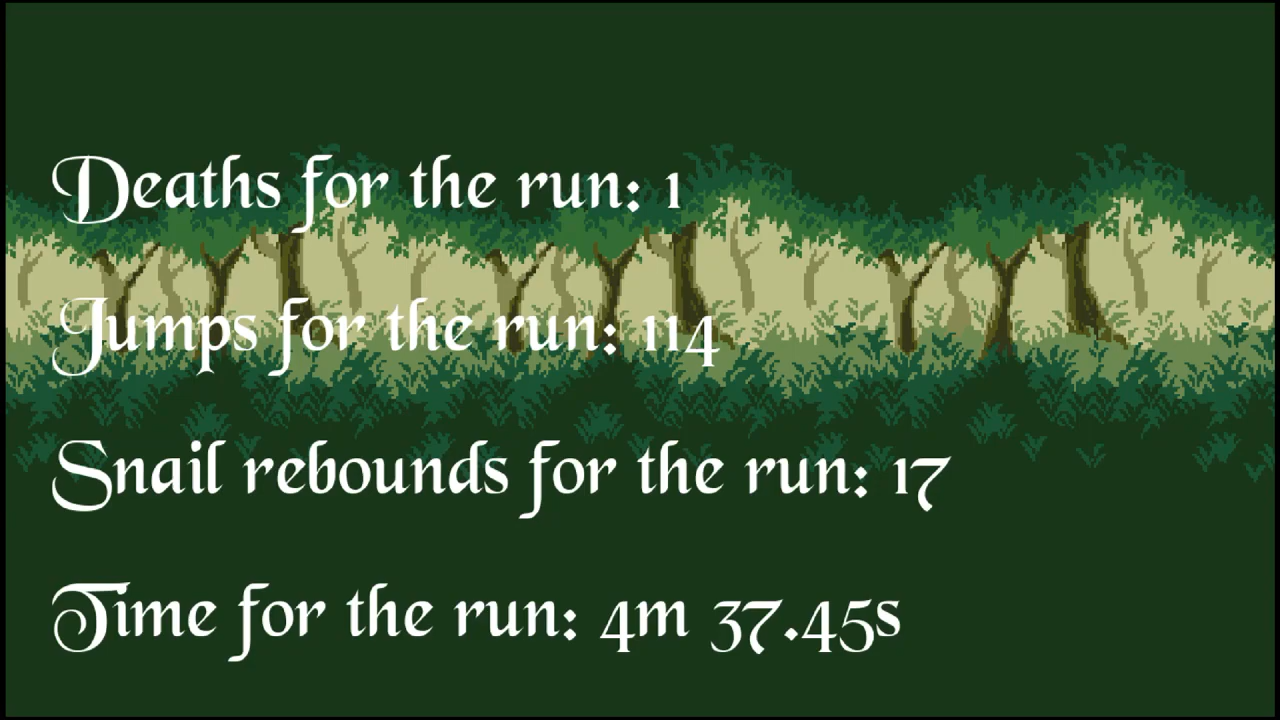 Deaths for the run: 1
Jumps for the run: 114
Snail rebounds for the run: 17
Time for the run: 4m 37.45s